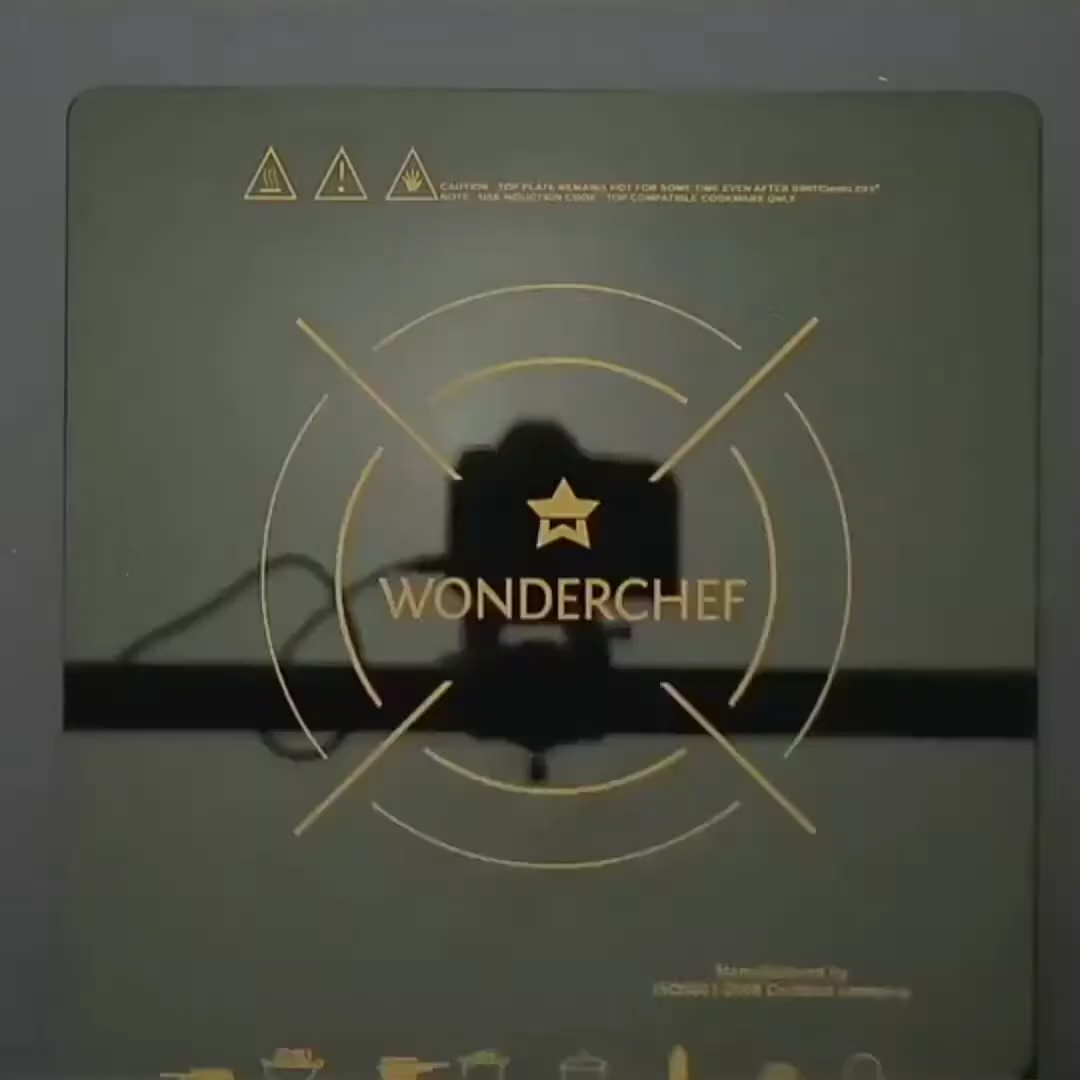 CAUTION : TOP PLATE REMAINS HOT FOR SOME TIME EVEN AFTER SWITCHING OFF
NOTE : USE INDUCTION COOK - TOP COMPATIBLE COOKWARE ONLY
WONDERCHEF
Manufactured by